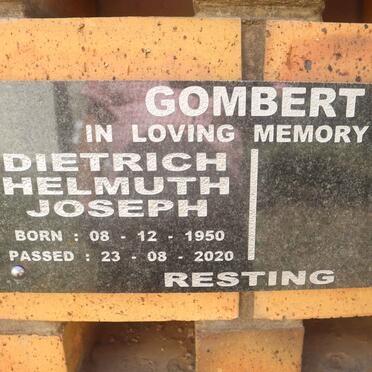 GOMBERT
IN LOVING MEMORY
DIETRICH
HELMUTH
JOSEPH
BORN : 08 - 12 - 1950
PASSED : 23 - 08 - 2020
RESTING